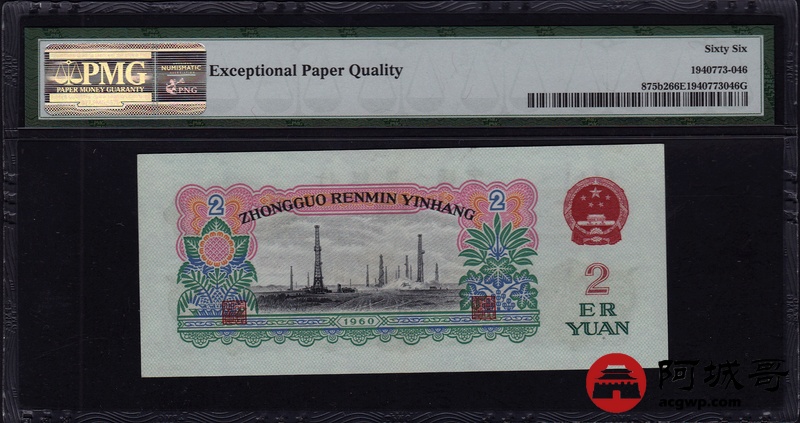 PMG
PAPER MONEY GUARANTY
NUMISMATIC
PNG
Exceptional Paper Quality
Sixty Six
1940773-046
875b266E1940773046G
2
2
ZHONGGUO RENMIN YINHANG
1960
2
ER
YUAN
阿城哥
acgwp.com